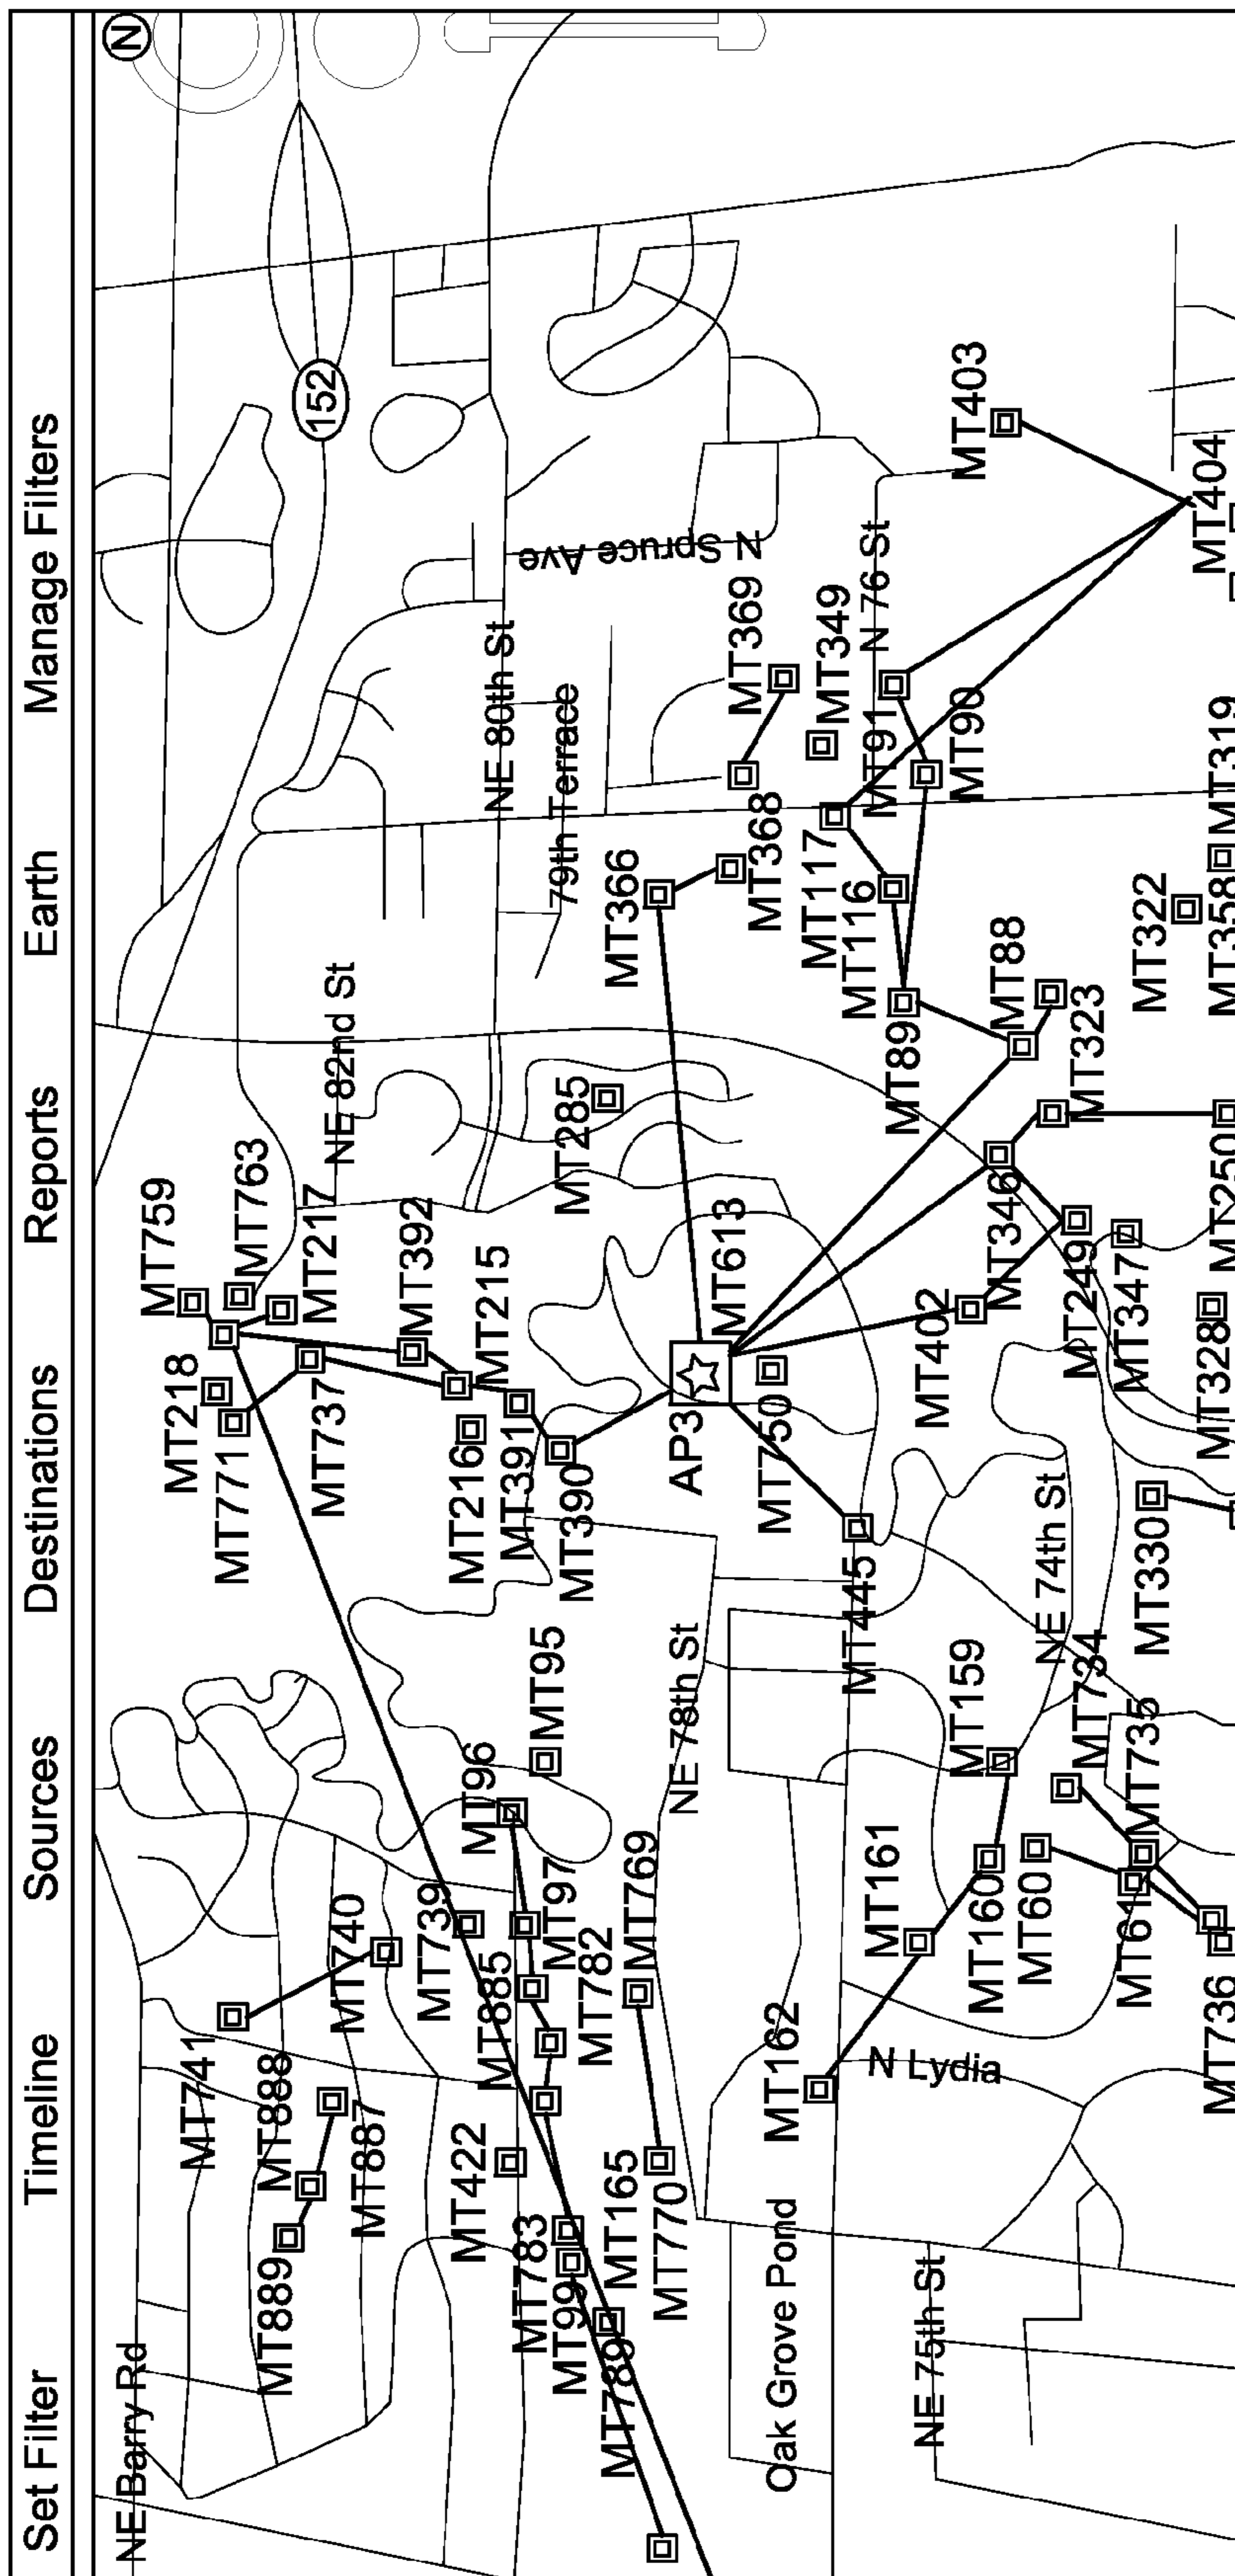 Set Filter Timeline Sources Destinations Reports Earth Manage Filters
N
NE Barry Rd
152
MT759
MT763
MT218
MT217
MT771
MT741
MT888
MT889
NE 82nd St
MT737
MT740
MT887
MT392
MT739
MT215
MT216
MT96
MT885
MT422
NE 80th St
MT391
MT95
MT97
MT783
79th Terrace
MT285
MT390
MT782
MT99
N Spruce Ave
MT366
MT769
MT165
MT789
MT770
AP3
NE 78th St
MT613
MT369
MT368
MT750
MT162
Oak Grove Pond
MT349
MT117
MT116
MT445
N 76 St
MT91
MT89
MT161
N Lydia
NE 75th St
MT90
MT403
MT402
MT159
MT160
MT88
MT346
MT60
NE 74th St
MT323
MT249
MT734
MT347
MT322
MT330
MT735
MT61
MT404
MT319
MT358
MT250
MT328
MT736